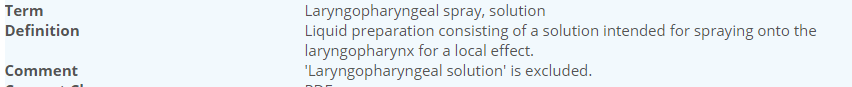 Term Laryngopharyngeal spray, solution
Definition Liquid preparation consisting of a solution intended for spraying onto the
laryngopharynx for a local effect.
Comment 'Laryngopharyngeal solution' is excluded.